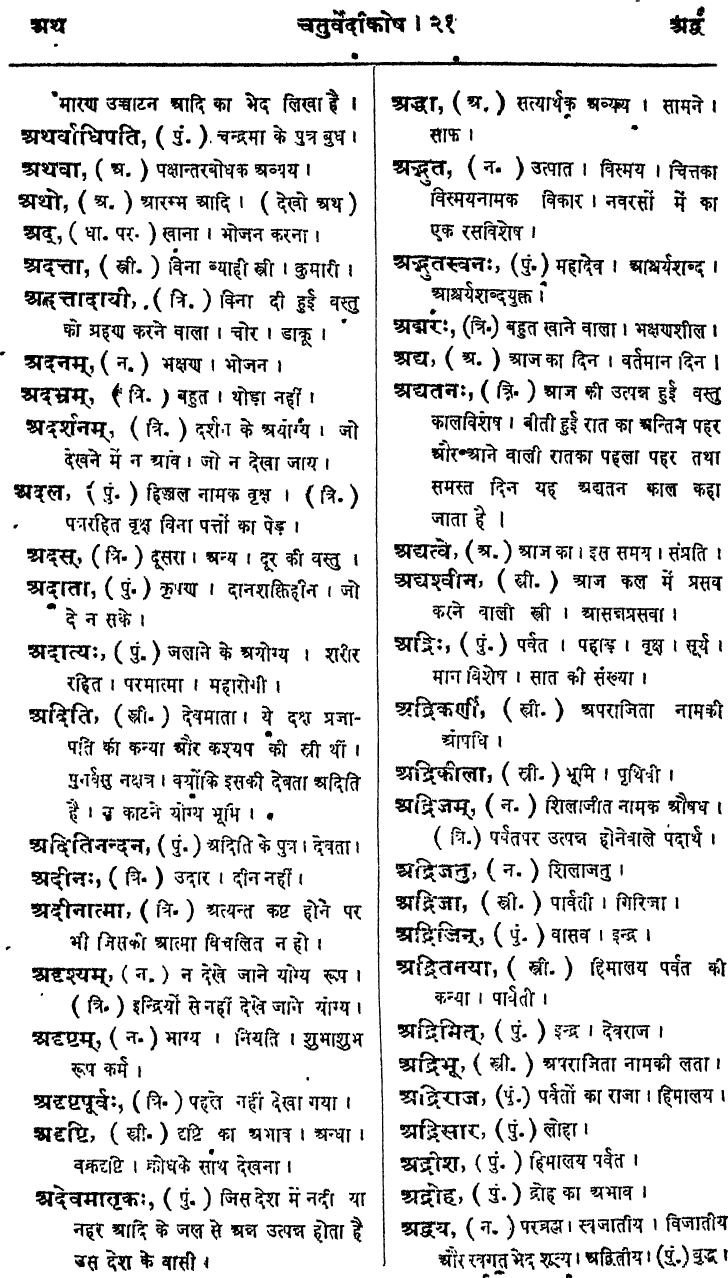 अथ चतुर्वेदीकोष । २१ अद्वं
मारण उच्चाटन आदि का भेद लिखा है ।
अथर्वाधिपति, (पुं.) चन्द्रमा के पुत्र बुध ।
अथवा, (अ.) पक्षान्तरबोधक अव्यय ।
अथो, (अ.) आरम्भ आदि । (देखो अथ)
अद्, (धा. पर.) खाना । भोजन करना ।
अदत्ता, (स्त्री.) विना ब्याही स्त्री । कुमारी ।
अदत्तादायी, (त्रि.) विना दी हुई वस्तु
को ग्रहण करने वाला । चोर । डाकू ।
अदनम्, (न.) भक्षण । भोजन ।
अदभ्रम्, (त्रि.) बहुत । थोड़ा नहीं ।
अदर्शनम्, (त्रि.) दर्शन के अयोग्य । जो
देखने में न आवे । जो न देखा जाय ।
अदल, (पुं.) हिज्जल नामक वृक्ष । (त्रि.)
पत्ररहित वृक्ष विना पत्तों का पेड़ ।
अदस्, (त्रि.) दूसरा । अन्य । दूर की वस्तु ।
अदाता, (पुं.) कृपण । दानशक्तिहीन । जो
दे न सके ।
अदात्यः, (पुं.) जलाने के अयोग्य । शरीर
रहित । परमात्मा । महारोगी ।
अदिति, (स्त्री.) देवमाता । ये दक्ष प्रजा-
पति की कन्या और कश्यप की स्त्री थीं ।
पुनर्वसु नक्षत्र । क्योंकि इसकी देवता अदिति
है । न काटने योग्य भूमि ।
अदितिनन्दन, (पुं.) अदिति के पुत्र । देवता ।
अदीनः, (त्रि.) उदार । दीन नहीं ।
अदीनात्मा, (त्रि.) अत्यन्त कष्ट होने पर
भी जिसकी आत्मा विचलित न हो ।
अदृश्यम्, (न.) न देखे जाने योग्य रूप ।
(त्रि.) इन्द्रियों से नहीं देखे जाने योग्य ।
अदृष्टम्, (न.) भाग्य । नियति । शुभाशुभ
रूप कर्म ।
अदृष्टपूर्वः, (त्रि.) पहले नहीं देखा गया ।
अदृष्टि, (स्त्री.) दृष्टि का अभाव । अन्धा ।
वक्रदृष्टि । क्रोधके साथ देखना ।
अदेवमातृकः, (पुं.) जिस देश में नदी या
नहर आदि के जल से अन्न उत्पन्न होता है
उस देश के वासी ।
अद्धा, (अ.) सत्यार्थक अव्यय । सामने ।
साफ ।
अद्भुत, (न.) उत्पात । विस्मय । चित्तका
विस्मयनामक विकार । नवरसों में का
एक रसविशेष ।
अद्भुतस्वनः, (पुं.) महादेव । आश्चर्यशब्द ।
आश्चर्यशब्दयुक्त ।
अद्मरः, (त्रि.) बहुत खाने वाला । भक्षणशील ।
अद्य, (अ.) आज का दिन । वर्तमान दिन ।
अद्यतनः, (त्रि.) आज की उत्पन्न हुई वस्तु
कालविशेष । बीती हुई रात का अन्तिम पहर
और आने वाली रातका पहला पहर तथा
समस्त दिन यह अद्यतन काल कहा
जाता है ।
अद्यत्वे, (अ.) आज का । इस समय । संप्रति ।
अद्यश्वीन, (स्त्री.) आज कल में प्रसव
करने वाली स्त्री । आसन्नप्रसवा ।
अद्रिः, (पुं.) पर्वत । पहाड़ । वृक्ष । सूर्य ।
मान विशेष । सात की संख्या ।
अद्रिकर्णी, (स्त्री.) अपराजिता नामकी
औषधि ।
अद्रिकीला, (स्त्री.) भूमि । पृथिवी ।
अद्रिजम्, (न.) शिलाजीत नामक औषध ।
(त्रि.) पर्वतपर उत्पन्न होनेवाले पदार्थ ।
अद्रिजतु, (न.) शिलाजतु ।
अद्रिजा, (स्त्री.) पार्वती । गिरिजा ।
अद्रिजिन्, (पुं.) वासव । इन्द्र ।
अद्रितनया, (स्त्री.) हिमालय पर्वत की
कन्या । पार्वती ।
अद्रिमित्, (पुं.) इन्द्र । देवराज ।
अद्रिभू, (स्त्री.) अपराजिता नामकी लता ।
अद्रिराज, (पुं.) पर्वतों का राजा । हिमालय ।
अद्रिसार, (पुं.) लोहा ।
अद्रीश, (पुं.) हिमालय पर्वत ।
अद्रोह, (पुं.) द्रोह का अभाव ।
अद्वय, (न.) परब्रह्म । स्वजातीय । विजातीय
और स्वगत भेद शून्य । अद्वितीय । (पुं.) बुद्ध ।